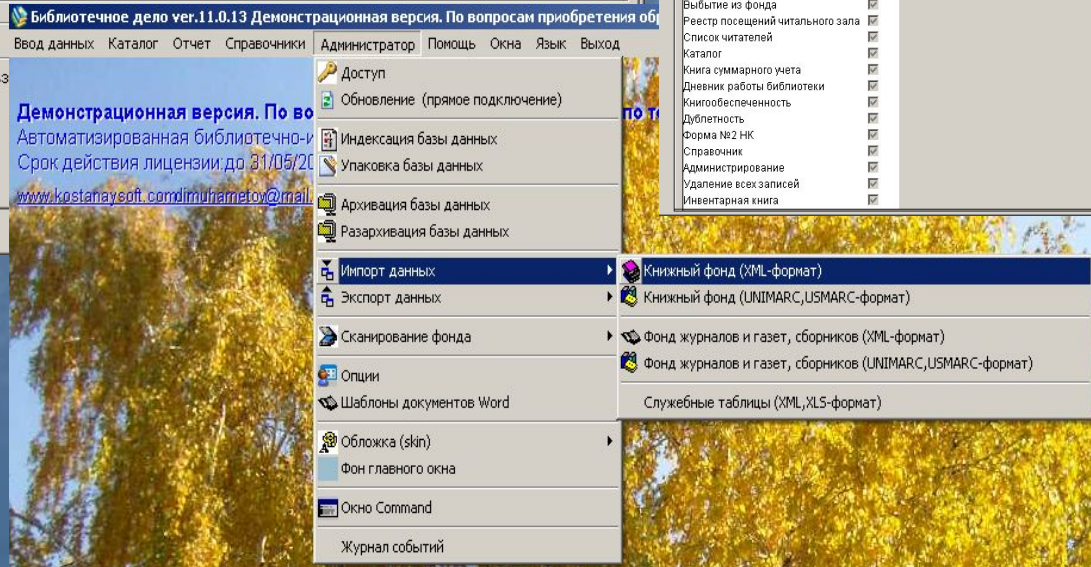 Библиотечное дело ver.11.0.13 Демонстрационная версия. По вопросам приобретения
Ввод данных Каталог Отчет Справочники Администратор Помощь Окна Язык Выход
Демонстрационная версия. По
Автоматизированная
Срок действия лицензии:до 31/05/
www.kostanaysoft.comdimuhametov@mail
Доступ
Обновление (прямое подключение)
Индексация базы данных
Упаковка базы данных
Архивация базы данных
Разархивация базы данных
Импорт данных
Экспорт данных
Сканирование фонда
Опции
Шаблоны документов Word
Обложка (skin)
Фон главного окна
Окно Command
Журнал событий
Книжный фонд (XML-формат)
Книжный фонд (UNIMARC,USMARC-формат)
Фонд журналов и газет, сборников (XML-формат)
Фонд журналов и газет, сборников (UNIMARC,USMARC-формат)
Служебные таблицы (XML,XLS-формат)
Выбытие из фонда
Реестр посещений читального зала
Список читателей
Каталог
Книга суммарного учета
Дневник работы библиотеки
Книгообеспеченность
Дублетность
Форма №2 НК
Справочник
Администрирование
Удаление всех записей
Инвентарная книга